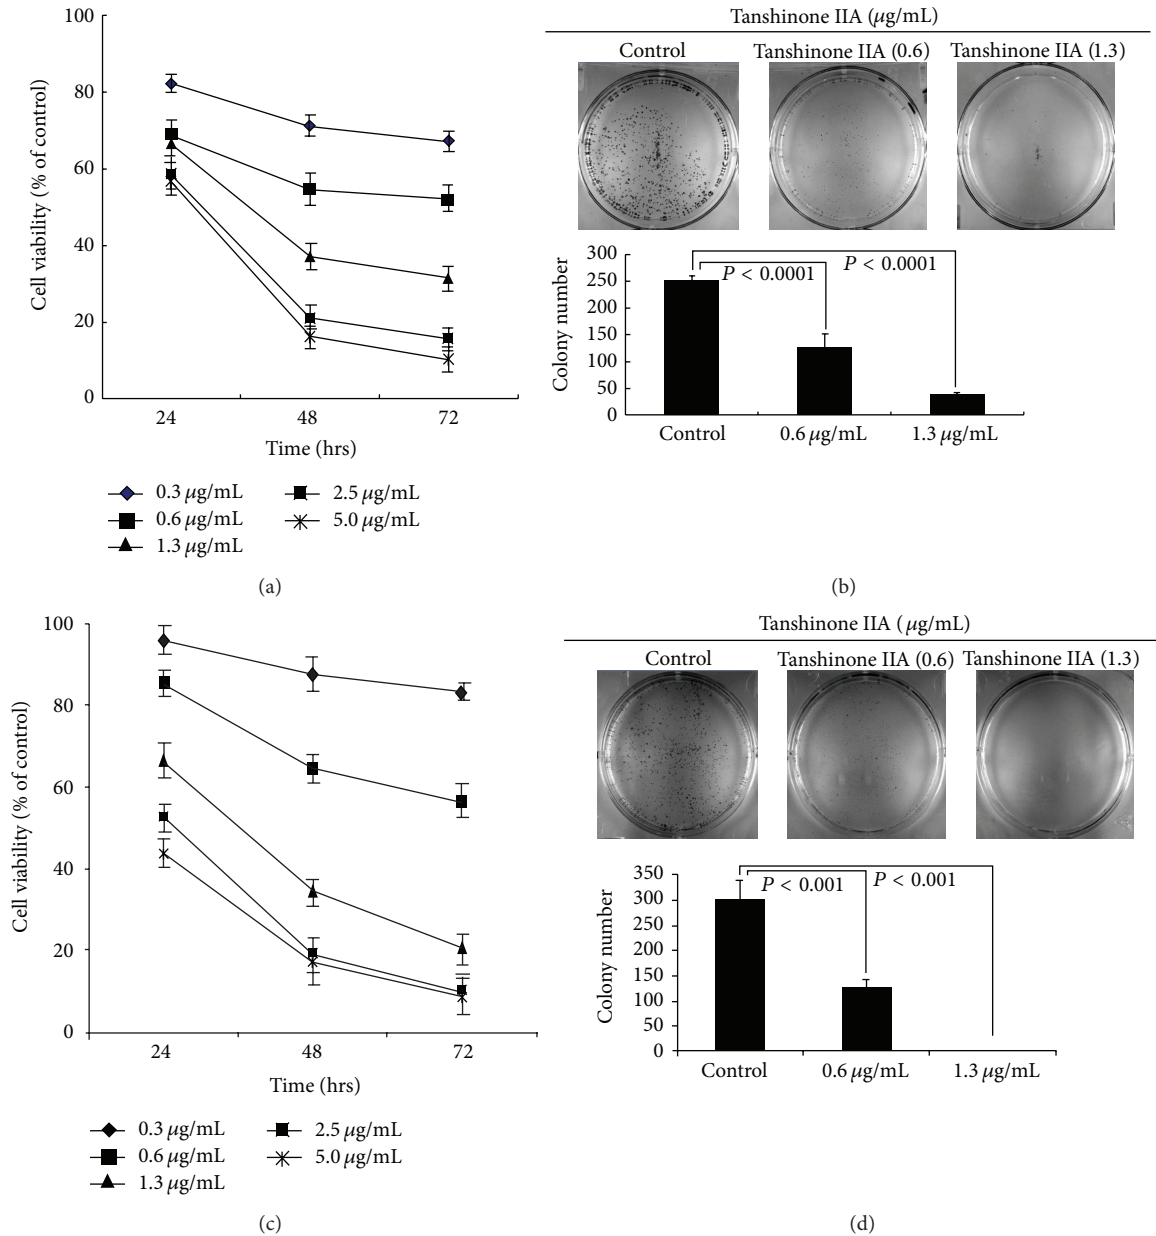 100
80
60
40
20
0
Cell viability (% of control)
24 48 72
Time (hrs)
0.3 µg/mL 2.5 µg/mL
0.6 µg/mL 5.0 µg/mL
1.3 µg/mL
(a)
Tanshinone IIA (µg/mL)
Control Tanshinone IIA (0.6) Tanshinone IIA (1.3)
300
250
200
150
100
50
0
Colony number
P < 0.0001 P < 0.0001
Control 0.6 µg/mL 1.3 µg/mL
(b)
100
80
60
40
20
0
Cell viability (% of control)
24 48 72
Time (hrs)
0.3 µg/mL 2.5 µg/mL
0.6 µg/mL 5.0 µg/mL
1.3 µg/mL
(c)
Tanshinone IIA (µg/mL)
Control Tanshinone IIA (0.6) Tanshinone IIA (1.3)
350
300
250
200
150
100
50
0
Colony number
P < 0.001 P < 0.001
Control 0.6 µg/mL 1.3 µg/mL
(d)